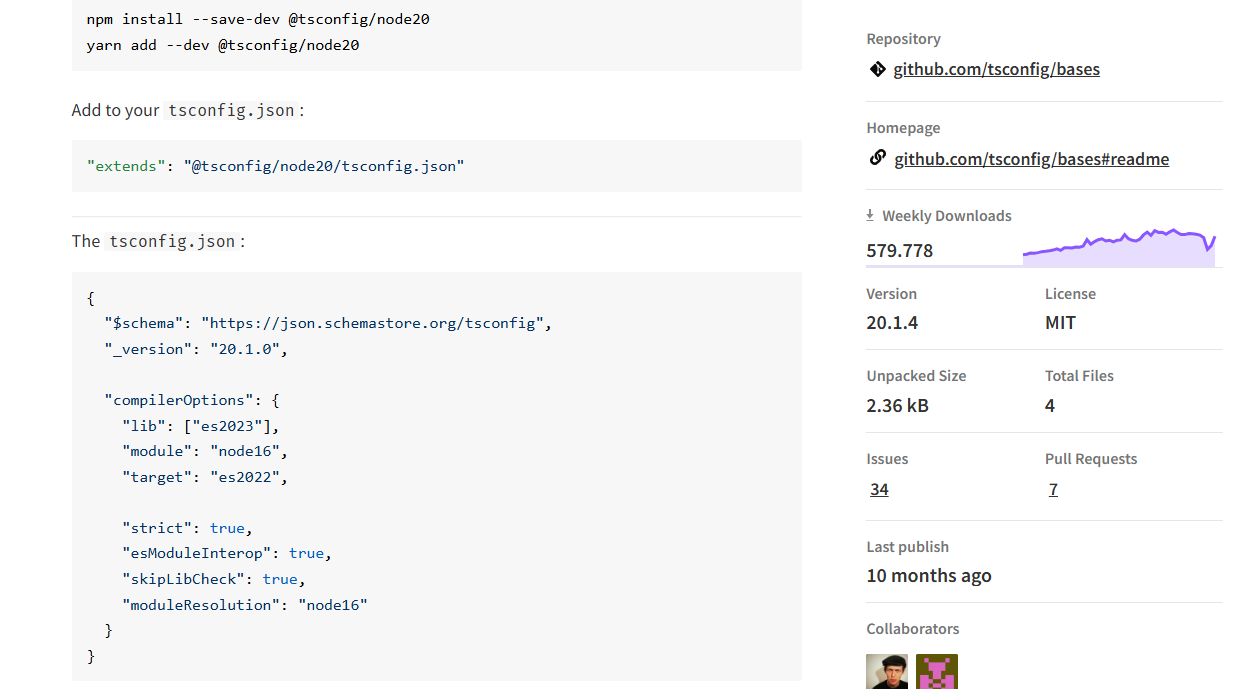 npm install --save-dev @tsconfig/node20
yarn add --dev @tsconfig/node20
Add to your tsconfig.json:
"extends": "@tsconfig/node20/tsconfig.json"
The tsconfig.json:
{
  "$schema": "https://json.schemastore.org/tsconfig",
  "_version": "20.1.0",

  "compilerOptions": {
    "lib": ["es2023"],
    "module": "node16",
    "target": "es2022",

    "strict": true,
    "esModuleInterop": true,
    "skipLibCheck": true,
    "moduleResolution": "node16"
  }
}
Repository
github.com/tsconfig/bases
Homepage
github.com/tsconfig/bases#readme
Weekly Downloads
579.778
Version
20.1.4
License
MIT
Unpacked Size
2.36 kB
Total Files
4
Issues
34
Pull Requests
7
Last publish
10 months ago
Collaborators